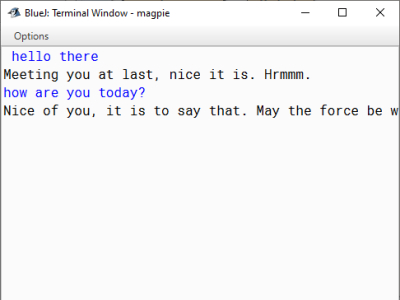 BlueJ: Terminal Window - magpie
Options
hello there
Meeting you at last, nice it is. Hrmmm.
how are you today?
Nice of you, it is to say that. May the force be w